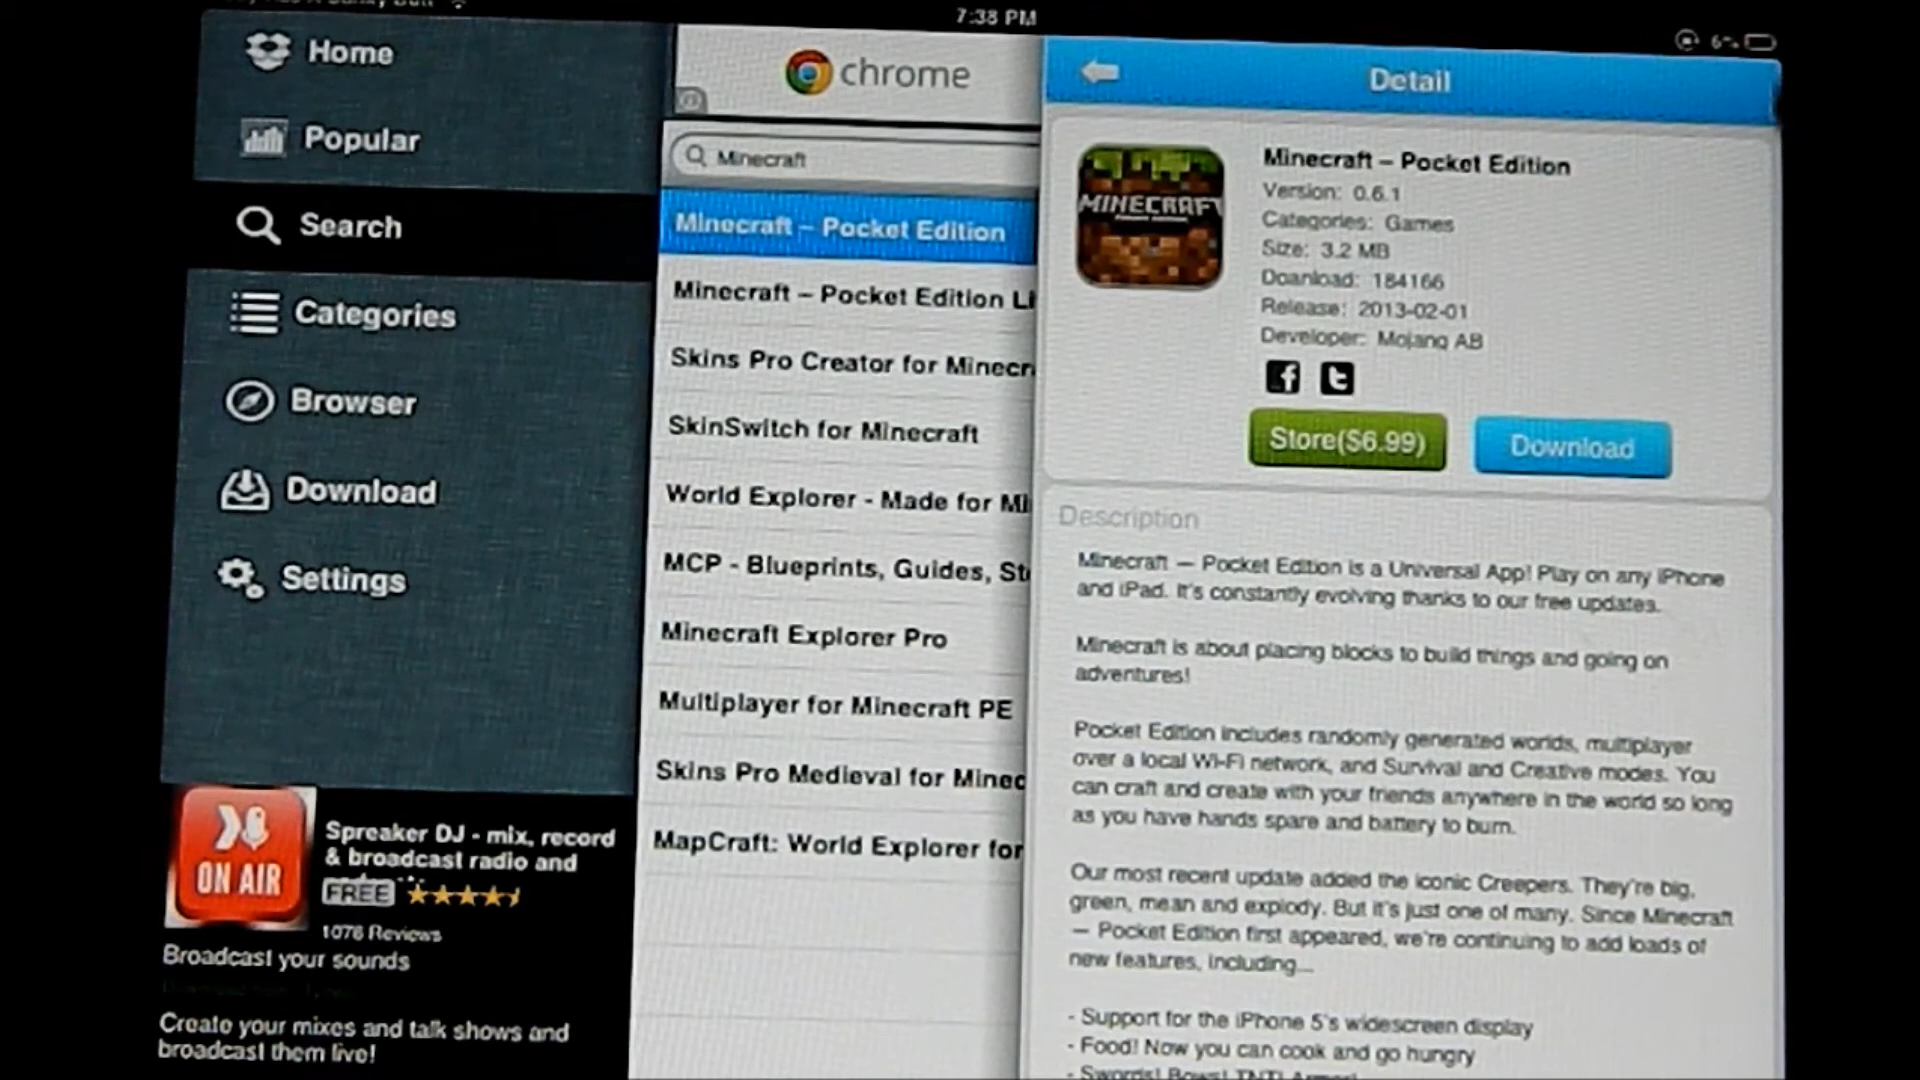 7:38 PM
6%
Home
Popular
Search
Categories
Browser
Download
Settings
ON AIR
Spreaker DJ - mix, record
& broadcast radio and
FREE
1076 Reviews
Broadcast your sounds
Create your mixes and talk shows and
broadcast them live!
chrome
Minecraft
Minecraft – Pocket Edition
Minecraft – Pocket Edition Li
Skins Pro Creator for Minecr
SkinSwitch for Minecraft
World Explorer - Made for Mi
MCP - Blueprints, Guides, St
Minecraft Explorer Pro
Multiplayer for Minecraft PE
Skins Pro Medieval for Minec
MapCraft: World Explorer for
Detail
MINECRAFT
Minecraft – Pocket Edition
Version: 0.6.1
Categories: Games
Size: 3.2 MB
Doanload: 184166
Release: 2013-02-01
Developer: Mojang AB
Store($6.99)
Download
Description
Minecraft — Pocket Edition is a Universal App! Play on any iPhone
and iPad. It's constantly evolving thanks to our free updates.
Minecraft is about placing blocks to build things and going on
adventures!
Pocket Edition includes randomly generated worlds, multiplayer
over a local Wi-Fi network, and Survival and Creative modes. You
can craft and create with your friends anywhere in the world so long
as you have hands spare and battery to burn.
Our most recent update added the iconic Creepers. They're big,
green, mean and explody. But it's just one of many. Since Minecraft
— Pocket Edition first appeared, we're continuing to add loads of
new features, including...
- Support for the iPhone 5's widescreen display
- Food! Now you can cook and go hungry
- Swords! Bows! TNT! Armor!